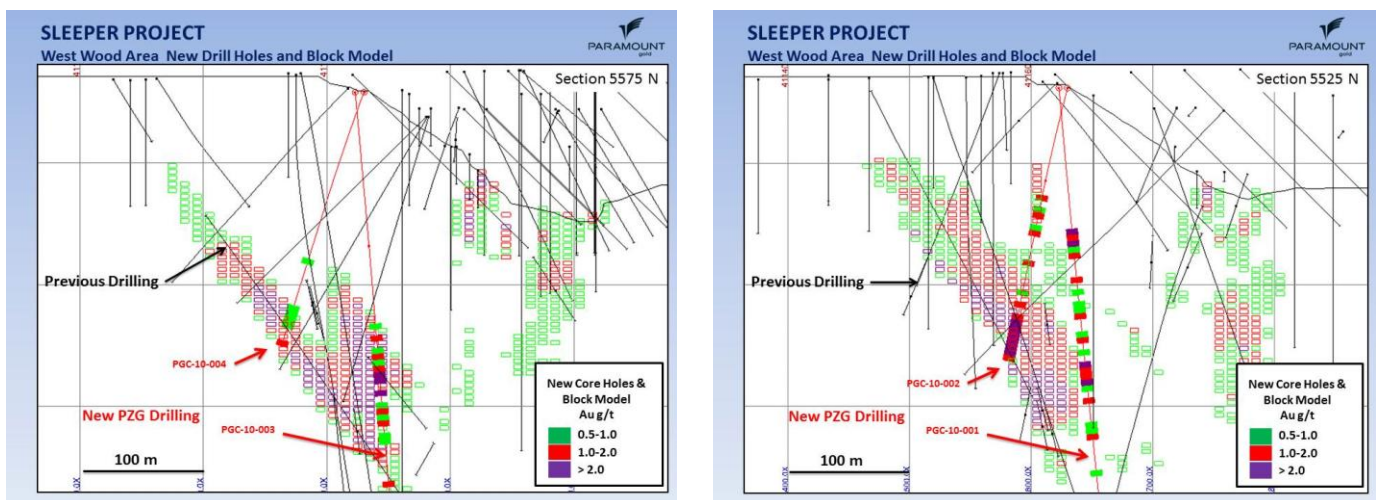 SLEEPER PROJECT
West Wood Area New Drill Holes and Block Model
PARAMOUNT
gold
Section 5575 N
Previous Drilling
PGC-10-004
New PZG Drilling
PGC-10-003
100 m
New Core Holes &
Block Model
Au g/t
0.5-1.0
1.0-2.0
> 2.0
SLEEPER PROJECT
West Wood Area New Drill Holes and Block Model
PARAMOUNT
gold
Section 5525 N
Previous Drilling
PGC-10-002
New PZG Drilling
PGC-10-001
100 m
New Core Holes &
Block Model
Au g/t
0.5-1.0
1.0-2.0
> 2.0